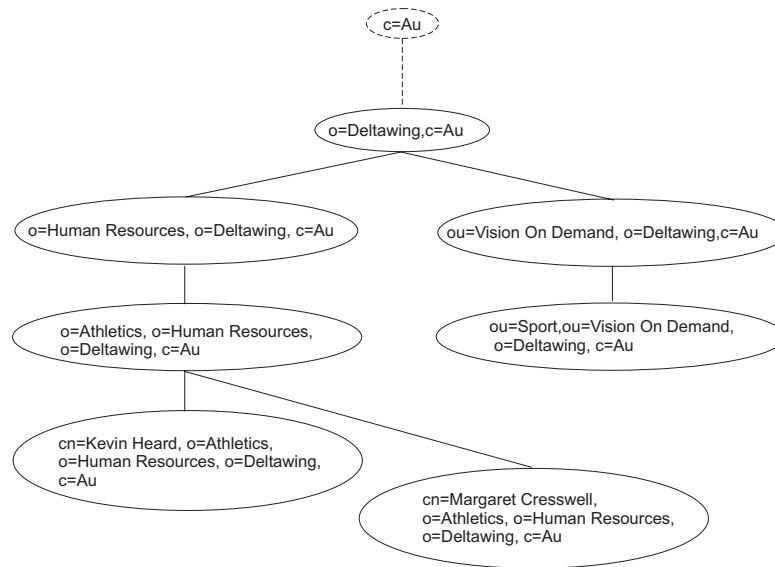 c=Au
o=Deltawing,c=Au
o=Human Resources, o=Deltawing, c=Au
ou=Vision On Demand, o=Deltawing,c=Au
o=Athletics, o=Human Resources,
o=Deltawing, c=Au
ou=Sport,ou=Vision On Demand,
o=Deltawing, c=Au
cn=Kevin Heard, o=Athletics,
o=Human Resources, o=Deltawing,
c=Au
cn=Margaret Cresswell,
o=Athletics, o=Human Resources,
o=Deltawing, c=Au